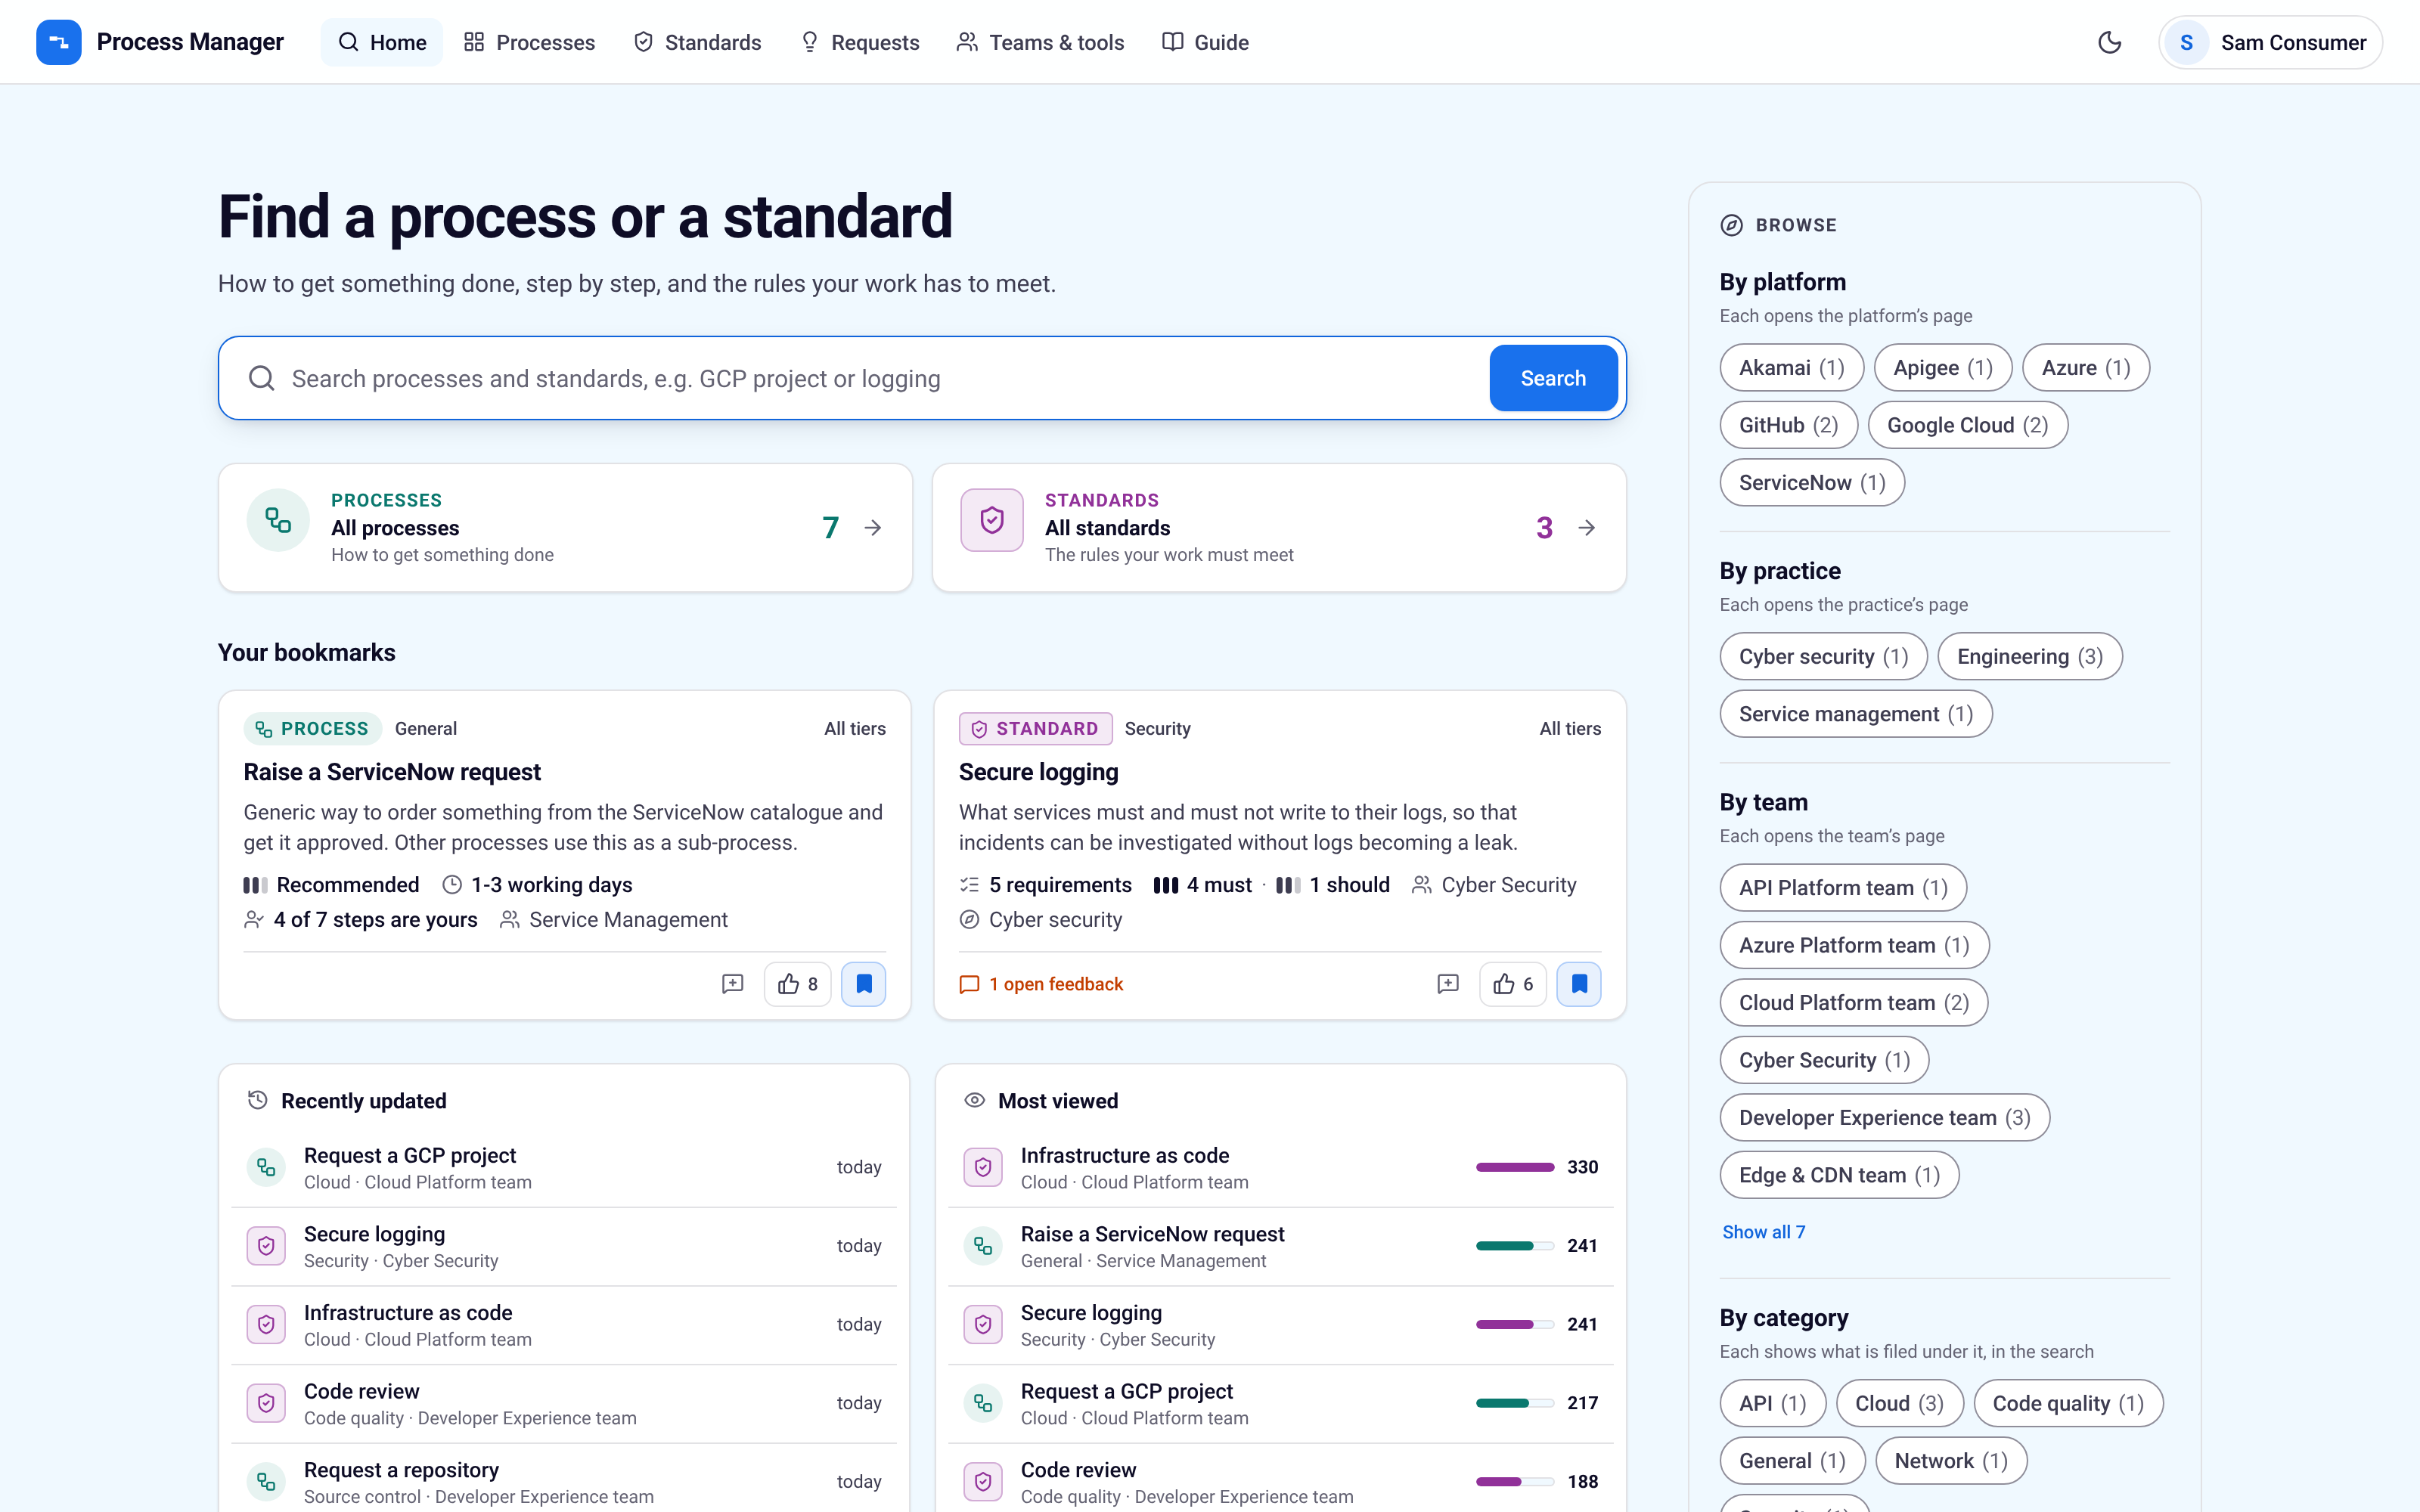 Process Manager
Home
Processes
Standards
Requests
Teams & tools
Guide
S
Sam Consumer
Find a process or a standard
How to get something done, step by step, and the rules your work has to meet.
Search processes and standards, e.g. GCP project or logging
Search
PROCESSES
All processes
How to get something done
7
STANDARDS
All standards
The rules your work must meet
3
Your bookmarks
PROCESS
General
All tiers
Raise a ServiceNow request
Generic way to order something from the ServiceNow catalogue and
get it approved. Other processes use this as a sub-process.
Recommended
1-3 working days
4 of 7 steps are yours
Service Management
8
STANDARD
Security
All tiers
Secure logging
What services must and must not write to their logs, so that
incidents can be investigated without logs becoming a leak.
5 requirements
4 must · 1 should
Cyber Security
Cyber security
1 open feedback
6
Recently updated
Request a GCP project
Cloud · Cloud Platform team
today
Secure logging
Security · Cyber Security
today
Infrastructure as code
Cloud · Cloud Platform team
today
Code review
Code quality · Developer Experience team
today
Request a repository
Source control · Developer Experience team
today
Most viewed
Infrastructure as code
Cloud · Cloud Platform team
330
Raise a ServiceNow request
General · Service Management
241
Secure logging
Security · Cyber Security
241
Request a GCP project
Cloud · Cloud Platform team
217
Code review
Code quality · Developer Experience team
188
BROWSE
By platform
Each opens the platform’s page
Akamai (1)
Apigee (1)
Azure (1)
GitHub (2)
Google Cloud (2)
ServiceNow (1)
By practice
Each opens the practice’s page
Cyber security (1)
Engineering (3)
Service management (1)
By team
Each opens the team’s page
API Platform team (1)
Azure Platform team (1)
Cloud Platform team (2)
Cyber Security (1)
Developer Experience team (3)
Edge & CDN team (1)
Show all 7
By category
Each shows what is filed under it, in the search
API (1)
Cloud (3)
Code quality (1)
General (1)
Network (1)